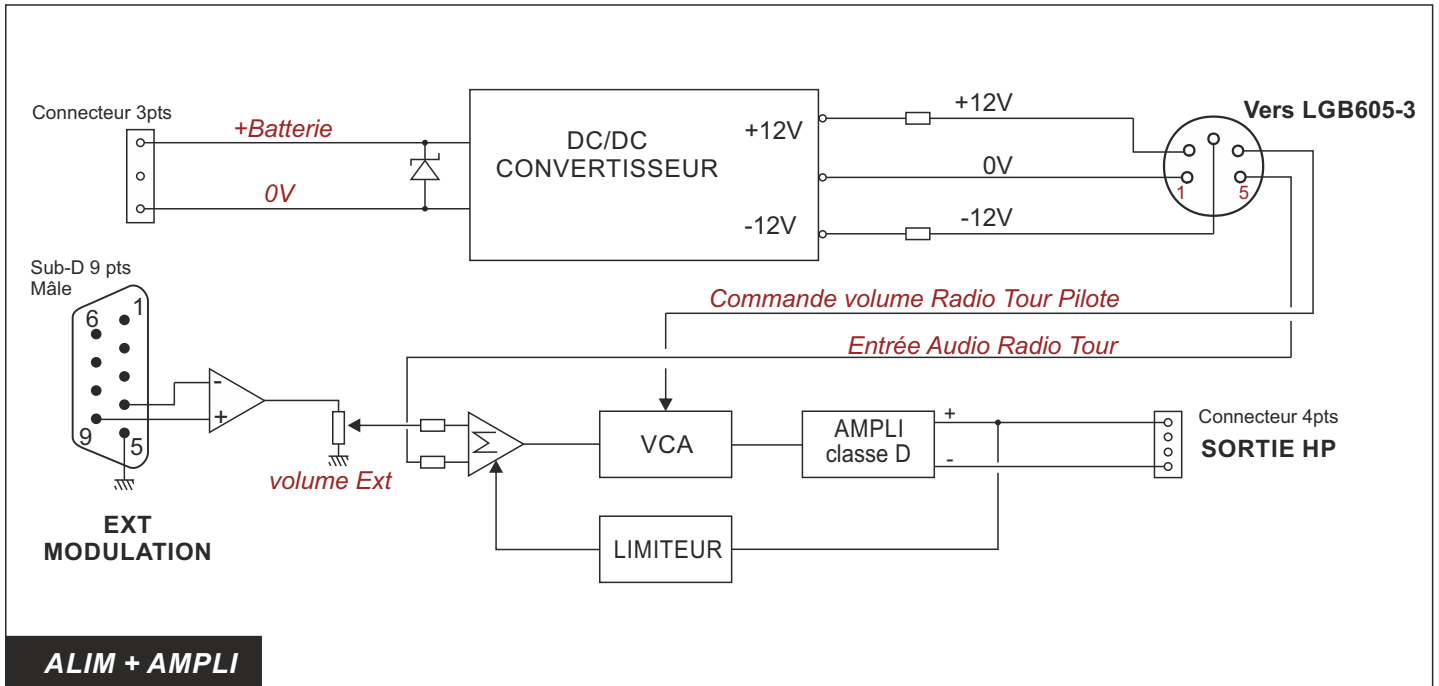 Connecteur 3pts
+Batterie
0V
DC/DC
CONVERTISSEUR
+12V
-12V
+12V
0V
-12V
Vers LGB605-3
1
5
Sub-D 9 pts
Mâle
6
1
9
5
-
+
EXT
MODULATION
volume Ext
Commande volume Radio Tour Pilote
Entrée Audio Radio Tour
Σ
VCA
AMPLI
classe D
+
-
Connecteur 4pts
SORTIE HP
LIMITEUR
ALIM + AMPLI